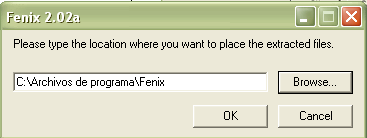 Fenix 2.02a
Please type the location where you want to place the extracted files.
C:\Archivos de programa\Fenix
Browse...
OK
Cancel